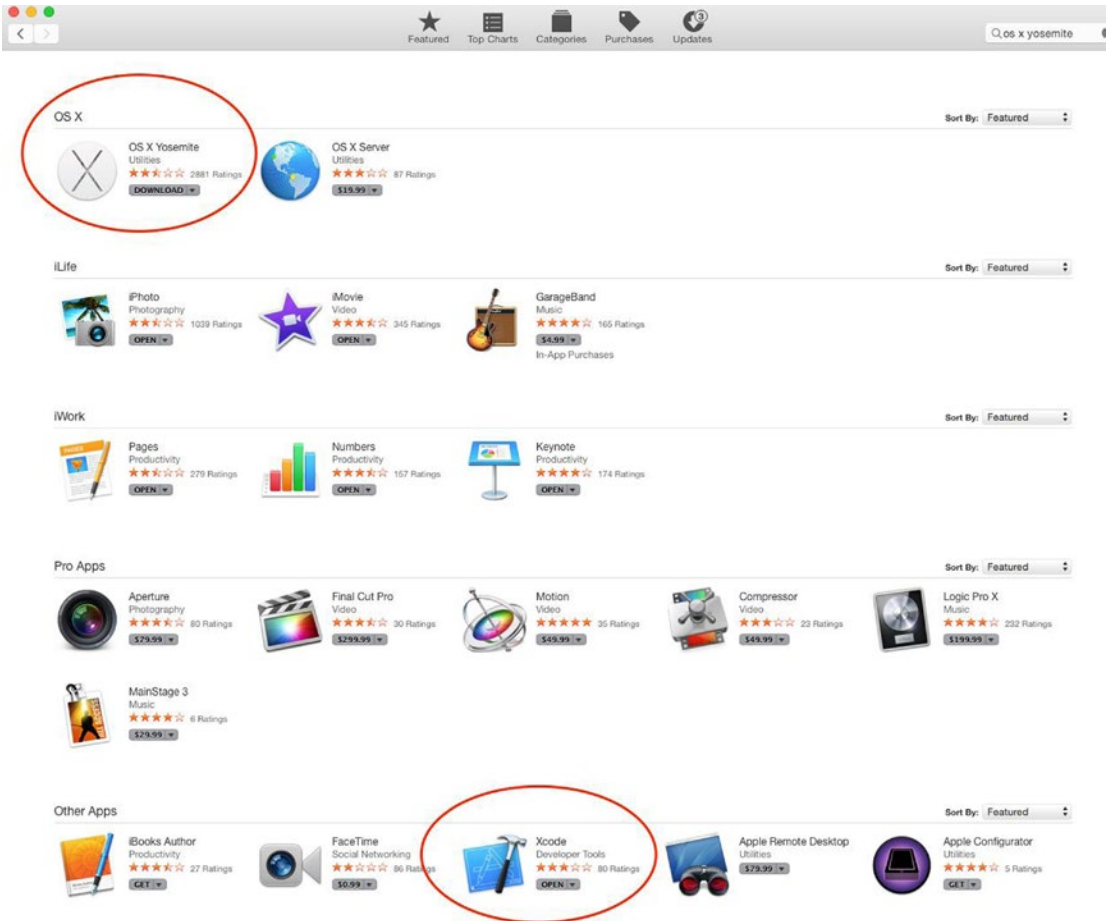 Featured
Top Charts
Categories
Purchases
3
Updates
os x yosemite
OS X
Sort By: Featured
OS X Yosemite
Utilities
2881 Ratings
DOWNLOAD
OS X Server
Utilities
87 Ratings
$19.99
iLife
Sort By: Featured
iPhoto
Photography
1039 Ratings
OPEN
iMovie
Video
345 Ratings
OPEN
GarageBand
Music
165 Ratings
$4.99
In-App Purchases
iWork
Sort By: Featured
Pages
Productivity
279 Ratings
OPEN
Numbers
Productivity
157 Ratings
OPEN
Keynote
Productivity
174 Ratings
OPEN
Pro Apps
Sort By: Featured
Aperture
Photography
80 Ratings
$79.99
Final Cut Pro
Video
30 Ratings
$299.99
Motion
Video
35 Ratings
$49.99
Compressor
Video
23 Ratings
$49.99
Logic Pro X
Music
232 Ratings
$199.99
MainStage 3
Music
6 Ratings
$29.99
Other Apps
Sort By: Featured
iBooks Author
Productivity
27 Ratings
GET
FaceTime
Social Networking
86 Ratings
$0.99
Xcode
Developer Tools
80 Ratings
OPEN
Apple Remote Desktop
Utilities
$79.99
Apple Configurator
Utilities
5 Ratings
GET